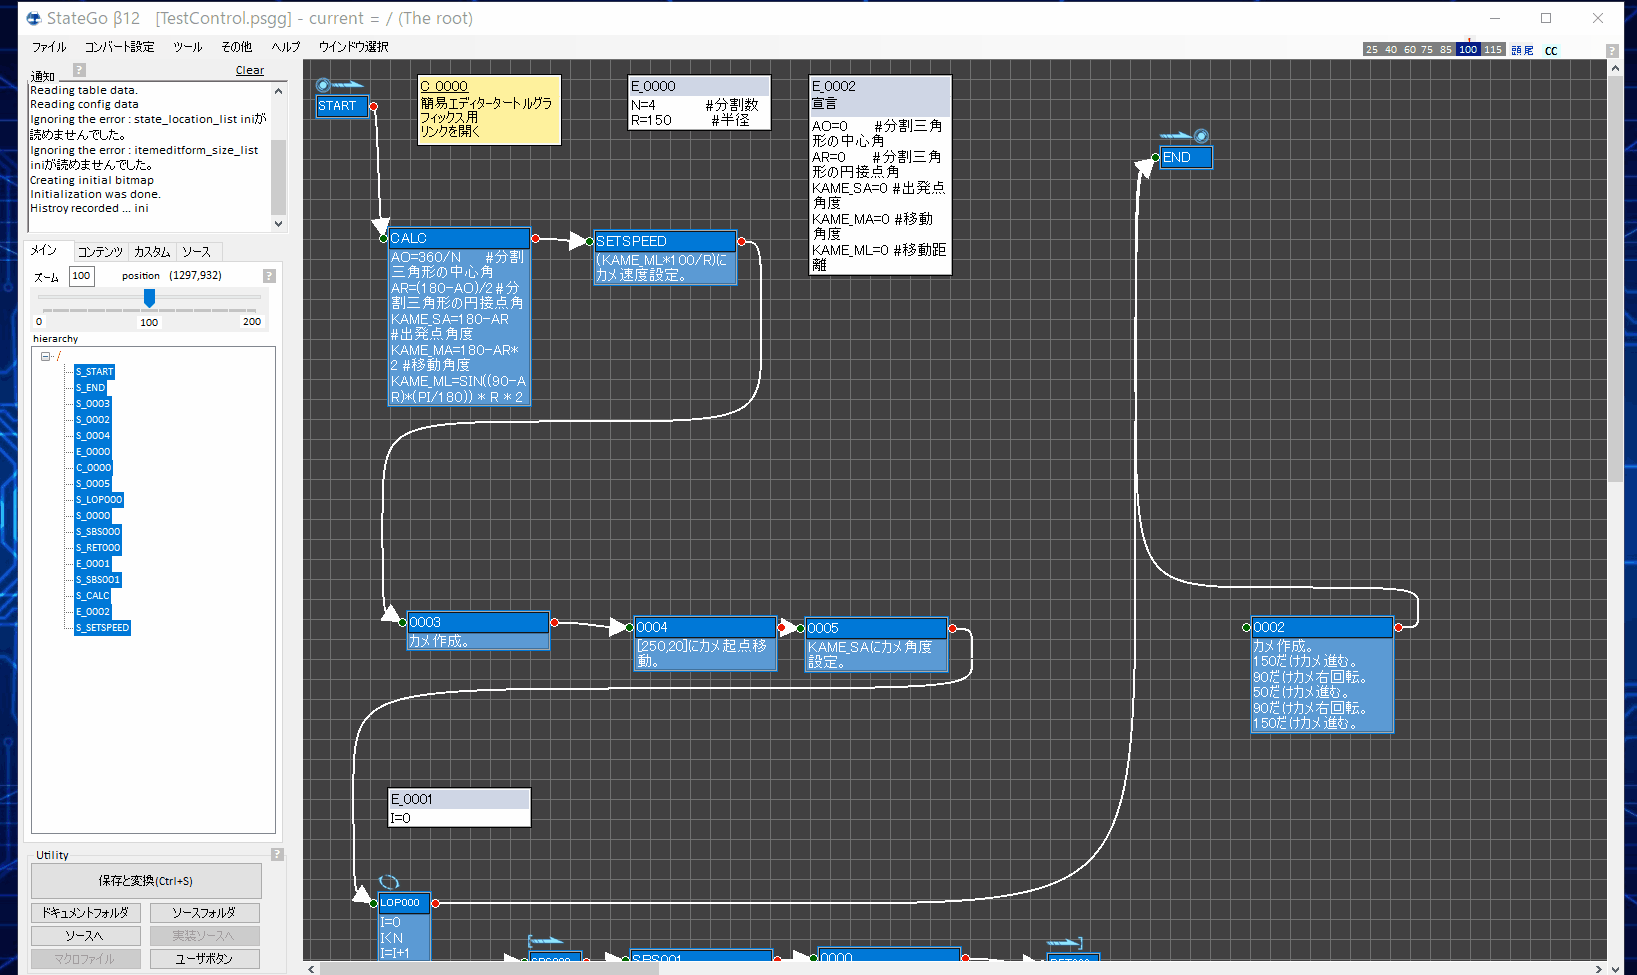 StateGo β12   [TestControl.psgg] - current = / (The root)
ファイル コンバート設定 ツール その他 ヘルプ ウインドウ選択
25 40 60 75 85 100 115 頭 尾 CC ?
通知 ? Clear
Reading table data.
Reading config data
Ignoring the error : state_location_list iniが
読めませんでした。
Ignoring the error : itemeditform_size_list
iniが読めませんでした。
Creating initial bitmap
Initialization was done.
Histroy recorded ... ini
メイン コンテンツ カスタム ソース
ズーム 100 position (1297,932) ?
0 100 200
hierarchy
/
S_START
S_END
S_0003
S_0002
S_0004
E_0000
C_0000
S_0005
S_LOP000
S_0000
S_SBS000
S_RET000
E_0001
S_SBS001
S_CALC
E_0002
S_SETSPEED
Utility ?
保存と変換(Ctrl+S)
ドキュメントフォルダ ソースフォルダ
ソースへ 実装ソースへ
マクロファイル ユーザボタン
START
C_0000
簡易エディタータートルグラ
フィックス用
リンクを開く
E_0000
N=4 #分割数
R=150 #半径
E_0002
宣言
AO=0 #分割三角
形の中心角
AR=0 #分割三角
形の円接点角
KAME_SA=0 #出発点
角度
KAME_MA=0 #移動
角度
KAME_ML=0 #移動距
離
END
CALC
AO=360/N #分割
三角形の中心角
AR=(180-AO)/2 #分
割三角形の円接点角
KAME_SA=180-AR
#出発点角度
KAME_MA=180-AR*
2 #移動角度
KAME_ML=SIN((90-A
R)*(PI/180)) * R * 2
SETSPEED
(KAME_ML*100/R)に
カメ速度設定。
0003
カメ作成。
0004
[250,20]にカメ起点移
動。
0005
KAME_SAにカメ角度
設定。
0002
カメ作成。
150だけカメ進む。
90だけカメ右回転。
50だけカメ進む。
90だけカメ右回転。
150だけカメ進む。
E_0001
I=0
LOP000
I=0
I<N
I=I+1
SBS000
SBS001
0000
RET000